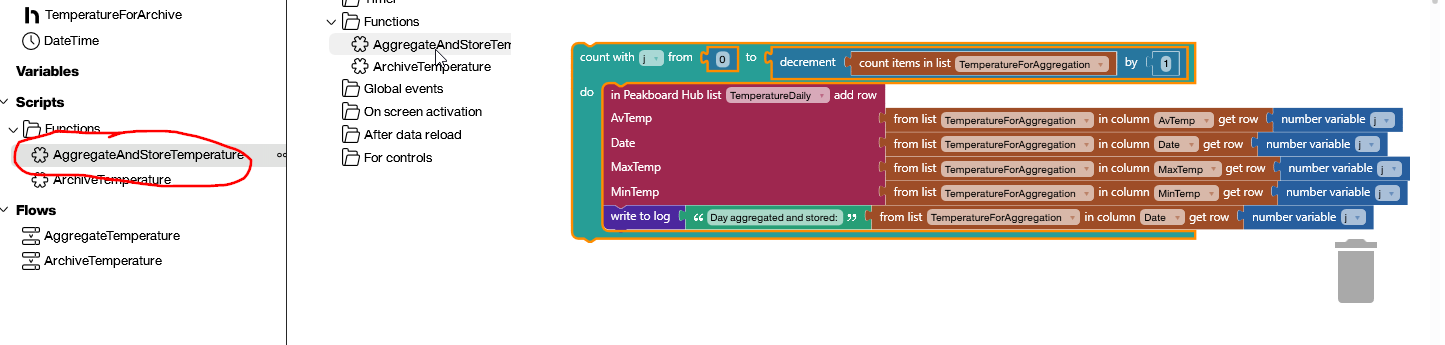 TemperatureForArchive
DateTime
Variables
Scripts
Functions
AggregateAndStoreTemperature
ArchiveTemperature
Flows
AggregateTemperature
ArchiveTemperature
Functions
AggregateAndStoreTem
ArchiveTemperature
Global events
On screen activation
After data reload
For controls
count with j from 0 to decrement count items in list TemperatureForAggregation by 1
do in Peakboard Hub list TemperatureDaily add row
AvTemp from list TemperatureForAggregation in column AvTemp get row number variable j
Date from list TemperatureForAggregation in column Date get row number variable j
MaxTemp from list TemperatureForAggregation in column MaxTemp get row number variable j
MinTemp from list TemperatureForAggregation in column MinTemp get row number variable j
write to log “ Day aggregated and stored: ” from list TemperatureForAggregation in column Date get row number variable j